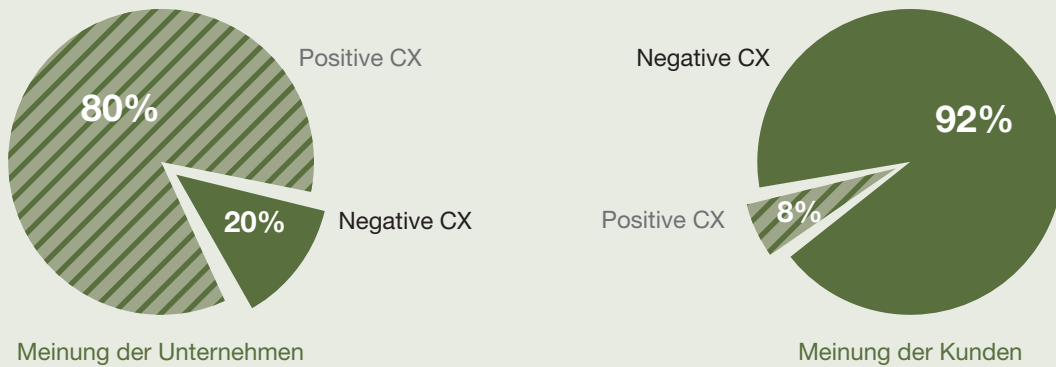 Positive CX
80%
20%
Negative CX
Meinung der Unternehmen
Negative CX
92%
Positive CX
8%
Meinung der Kunden